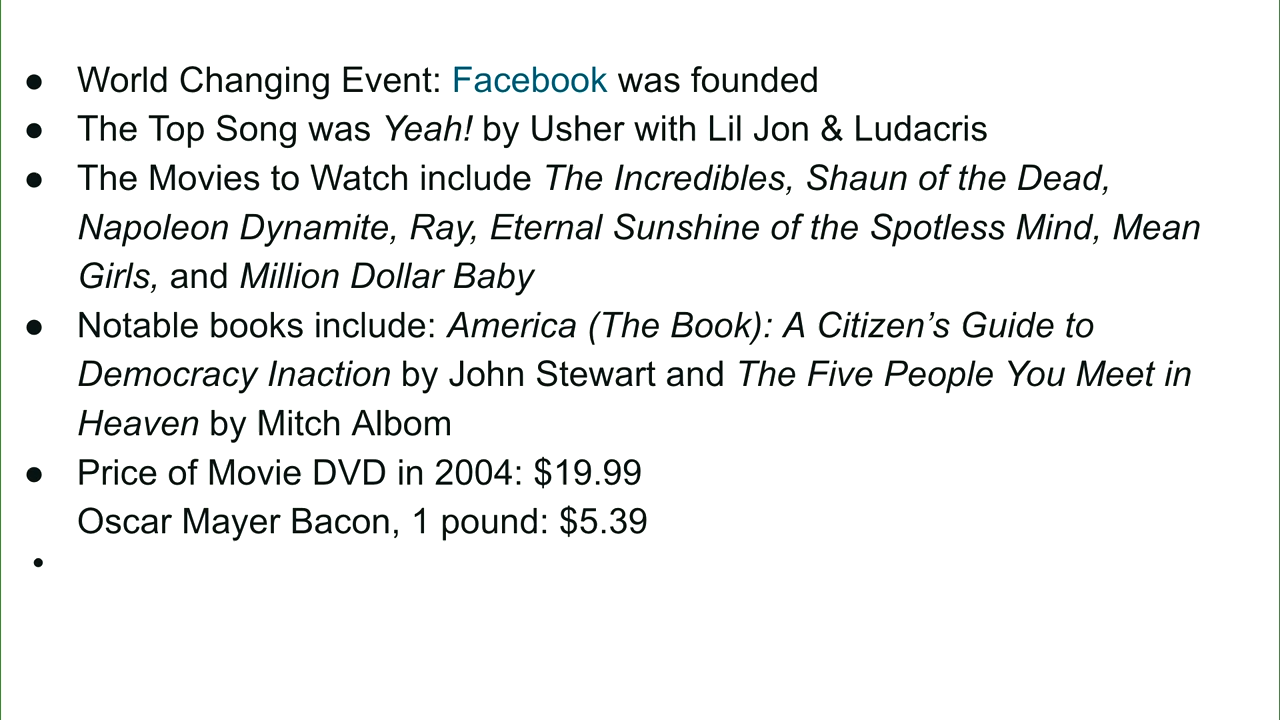 ● World Changing Event: Facebook was founded
● The Top Song was Yeah! by Usher with Lil Jon & Ludacris
● The Movies to Watch include The Incredibles, Shaun of the Dead,
Napoleon Dynamite, Ray, Eternal Sunshine of the Spotless Mind, Mean
Girls, and Million Dollar Baby
● Notable books include: America (The Book): A Citizen’s Guide to
Democracy Inaction by John Stewart and The Five People You Meet in
Heaven by Mitch Albom
● Price of Movie DVD in 2004: $19.99
Oscar Mayer Bacon, 1 pound: $5.39
•